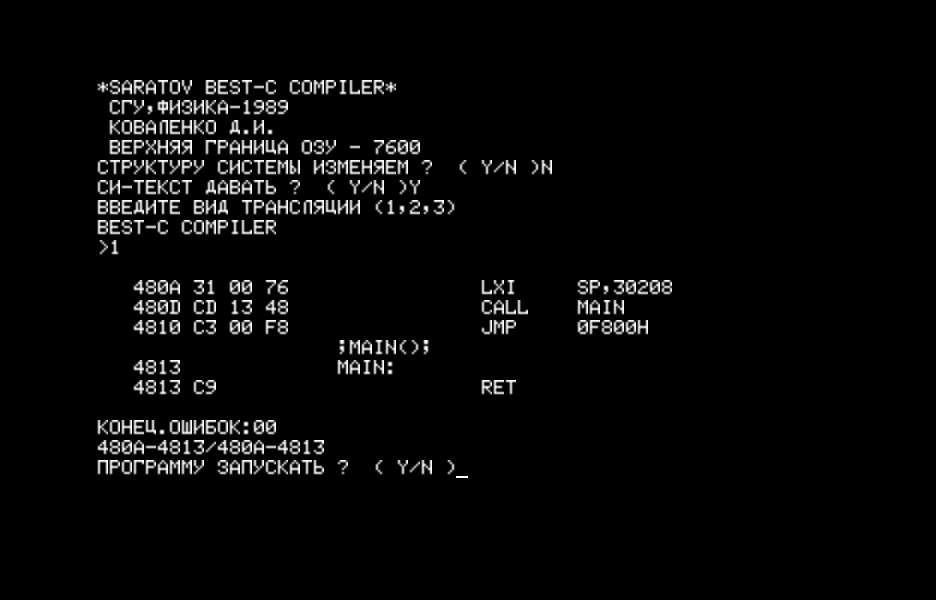 *SARATOV BEST-C COMPILER*
СГУ,ФИЗИКА-1989
КОВАЛЕНКО Д.И.
ВЕРХНЯЯ ГРАНИЦА ОЗУ - 7600
СТРУКТУРУ СИСТЕМЫ ИЗМЕНЯЕМ ? ( Y/N )N
СИ-ТЕКСТ ДАВАТЬ ? ( Y/N )Y
ВВЕДИТЕ ВИД ТРАНСЛЯЦИИ (1,2,3)
BEST-C COMPILER
>1
480A 31 00 76 LXI SP,30208
480D CD 13 48 CALL MAIN
4810 C3 00 F8 JMP 0F800H
;MAIN();
4813 MAIN:
4813 C9 RET
КОНЕЦ.ОШИБОК:00
480A-4813/480A-4813
ПРОГРАММУ ЗАПУСКАТЬ ? ( Y/N )_